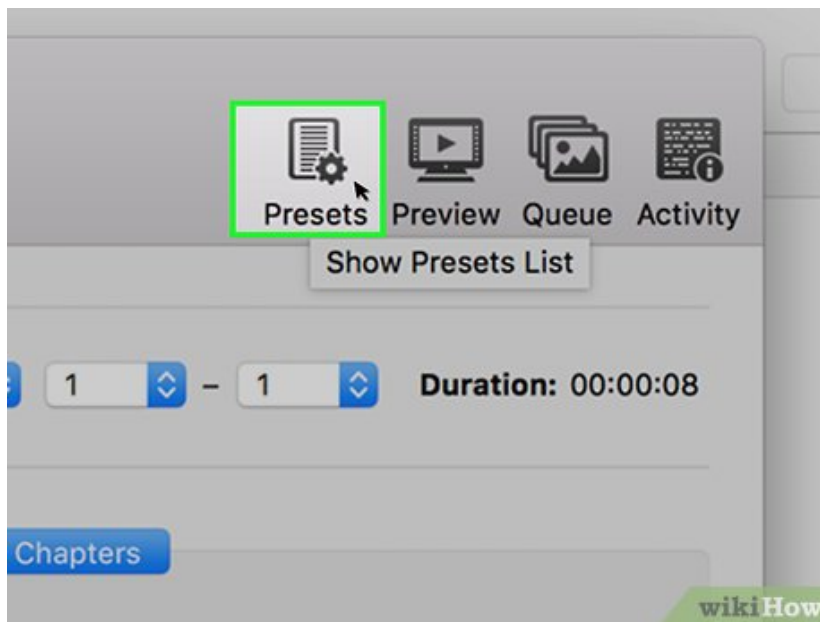 Presets Preview Queue Activity
Show Presets List
1 – 1 Duration: 00:00:08
Chapters
wikiHow